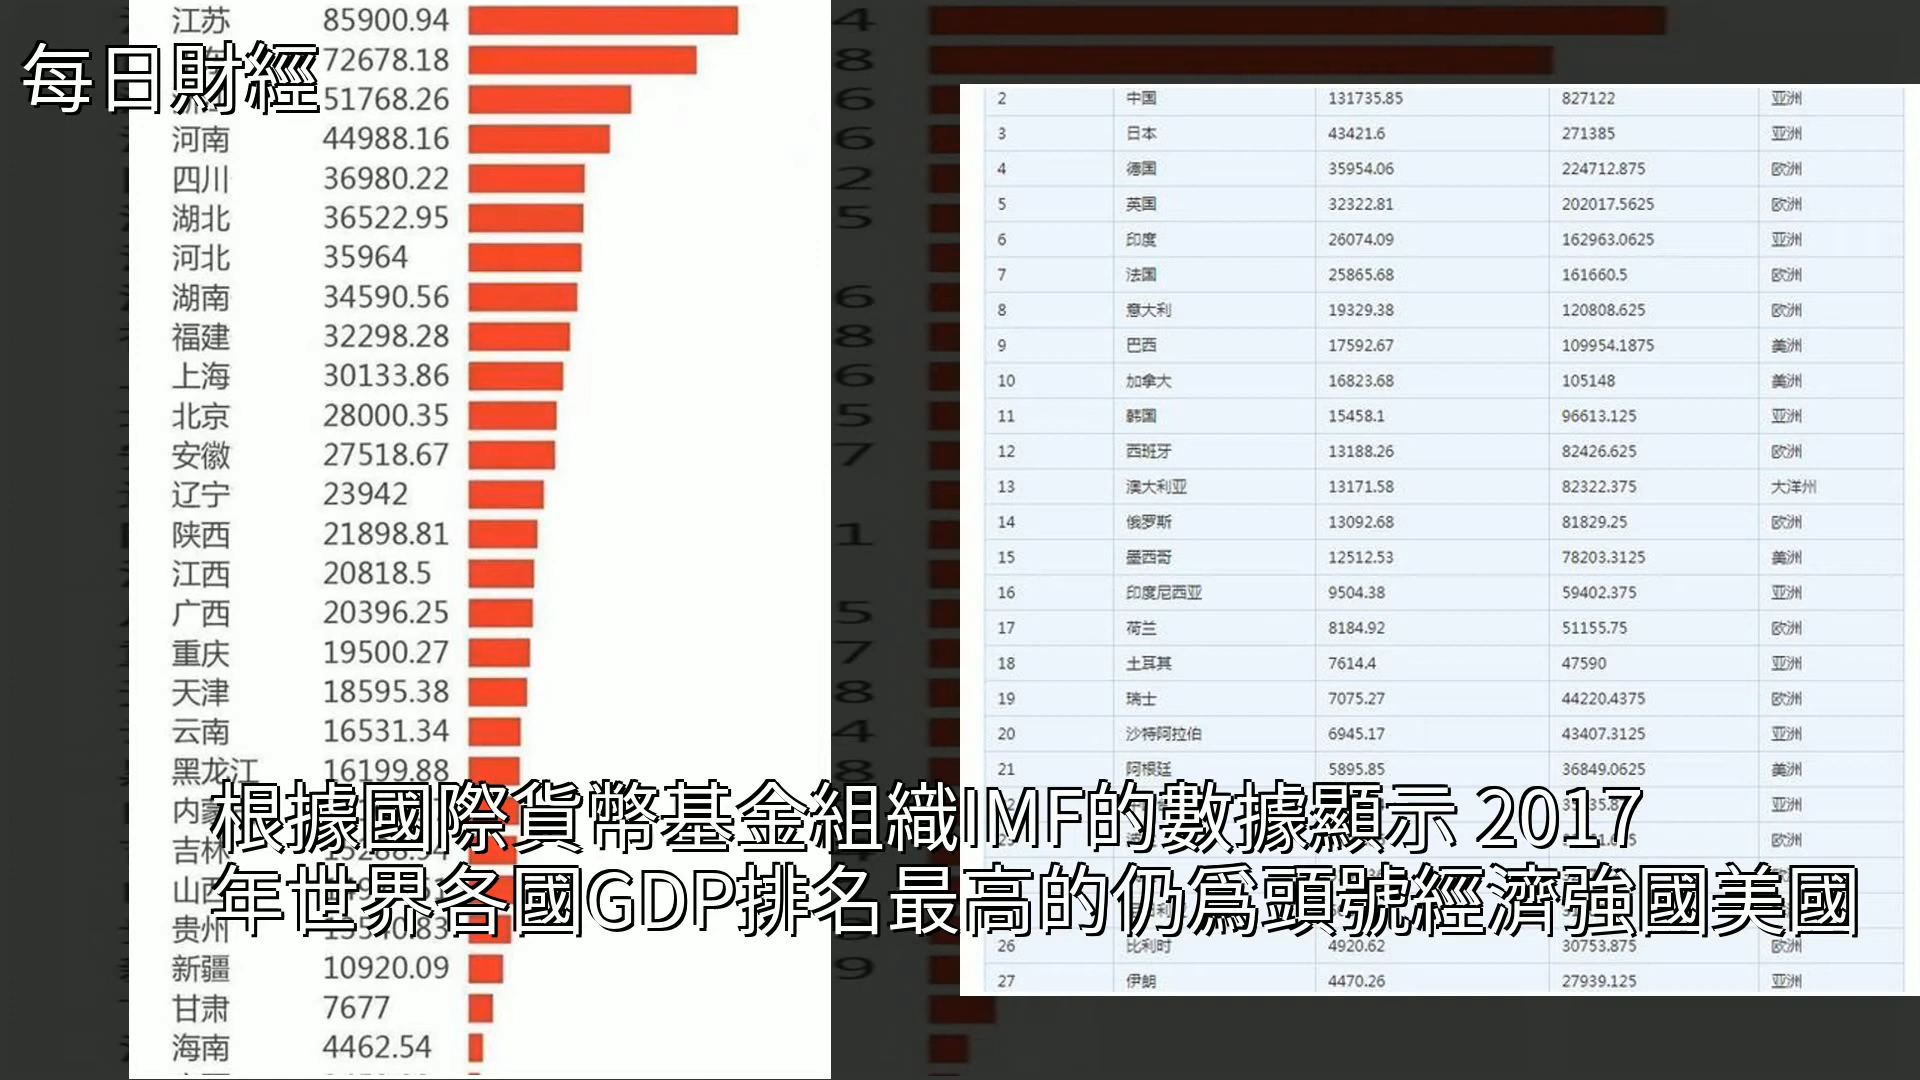 每日財經
江苏 85900.94
72678.18
51768.26
河南 44988.16
四川 36980.22
湖北 36522.95
河北 35964
湖南 34590.56
福建 32298.28
上海 30133.86
北京 28000.35
安徽 27518.67
辽宁 23942
陕西 21898.81
江西 20818.5
广西 20396.25
重庆 19500.27
天津 18595.38
云南 16531.34
黑龙江 16199.88
吉林
贵州
新疆 10920.09
甘肃 7677
海南 4462.54
2 中国 131735.85 827122 亚洲
3 日本 43421.6 271385 亚洲
4 德国 35954.06 224712.875 欧洲
5 英国 32322.81 202017.5625 欧洲
6 印度 26074.09 162963.0625 亚洲
7 法国 25865.68 161660.5 欧洲
8 意大利 19329.38 120808.625 欧洲
9 巴西 17592.67 109954.1875 美洲
10 加拿大 16823.68 105148 美洲
11 韩国 15458.1 96613.125 亚洲
12 西班牙 13188.26 82426.625 欧洲
13 澳大利亚 13171.58 82322.375 大洋州
14 俄罗斯 13092.68 81829.25 欧洲
15 墨西哥 12512.53 78203.3125 美洲
16 印度尼西亚 9504.38 59402.375 亚洲
17 荷兰 8184.92 51155.75 欧洲
18 土耳其 7614.4 47590 亚洲
19 瑞士 7075.27 44220.4375 欧洲
20 沙特阿拉伯 6945.17 43407.3125 亚洲
21 阿根廷 5895.85 36849.0625 美洲
亚洲
欧洲
26 比利时 4920.62 30753.875 欧洲
27 伊朗 4470.26 27939.125 亚洲
根據國際貨幣基金組織IMF的數據顯示 2017
年世界各國GDP排名最高的仍爲頭號經濟強國美國